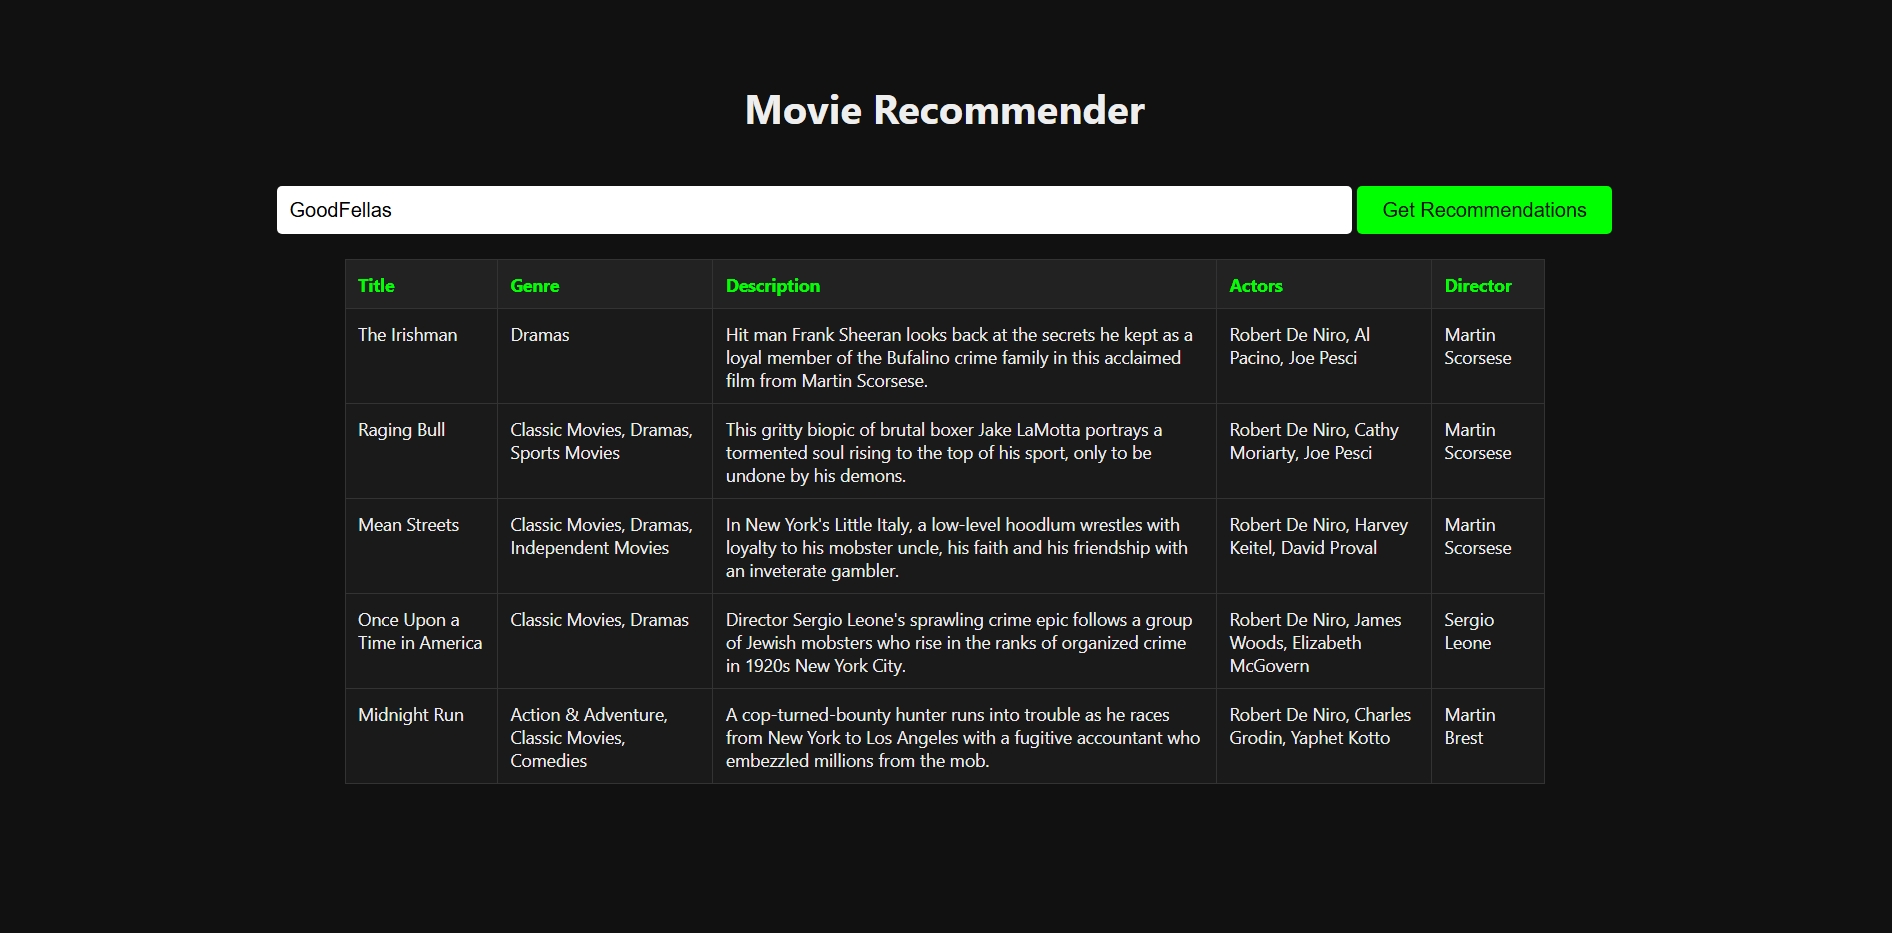 Movie Recommender
GoodFellas
Get Recommendations
Title
Genre
Description
Actors
Director
The Irishman
Dramas
Hit man Frank Sheeran looks back at the secrets he kept as a
loyal member of the Bufalino crime family in this acclaimed
film from Martin Scorsese.
Robert De Niro, Al
Pacino, Joe Pesci
Martin
Scorsese
Raging Bull
Classic Movies, Dramas,
Sports Movies
This gritty biopic of brutal boxer Jake LaMotta portrays a
tormented soul rising to the top of his sport, only to be
undone by his demons.
Robert De Niro, Cathy
Moriarty, Joe Pesci
Martin
Scorsese
Mean Streets
Classic Movies, Dramas,
Independent Movies
In New York's Little Italy, a low-level hoodlum wrestles with
loyalty to his mobster uncle, his faith and his friendship with
an inveterate gambler.
Robert De Niro, Harvey
Keitel, David Proval
Martin
Scorsese
Once Upon a
Time in America
Classic Movies, Dramas
Director Sergio Leone's sprawling crime epic follows a group
of Jewish mobsters who rise in the ranks of organized crime
in 1920s New York City.
Robert De Niro, James
Woods, Elizabeth
McGovern
Sergio
Leone
Midnight Run
Action & Adventure,
Classic Movies,
Comedies
A cop-turned-bounty hunter runs into trouble as he races
from New York to Los Angeles with a fugitive accountant who
embezzled millions from the mob.
Robert De Niro, Charles
Grodin, Yaphet Kotto
Martin
Brest